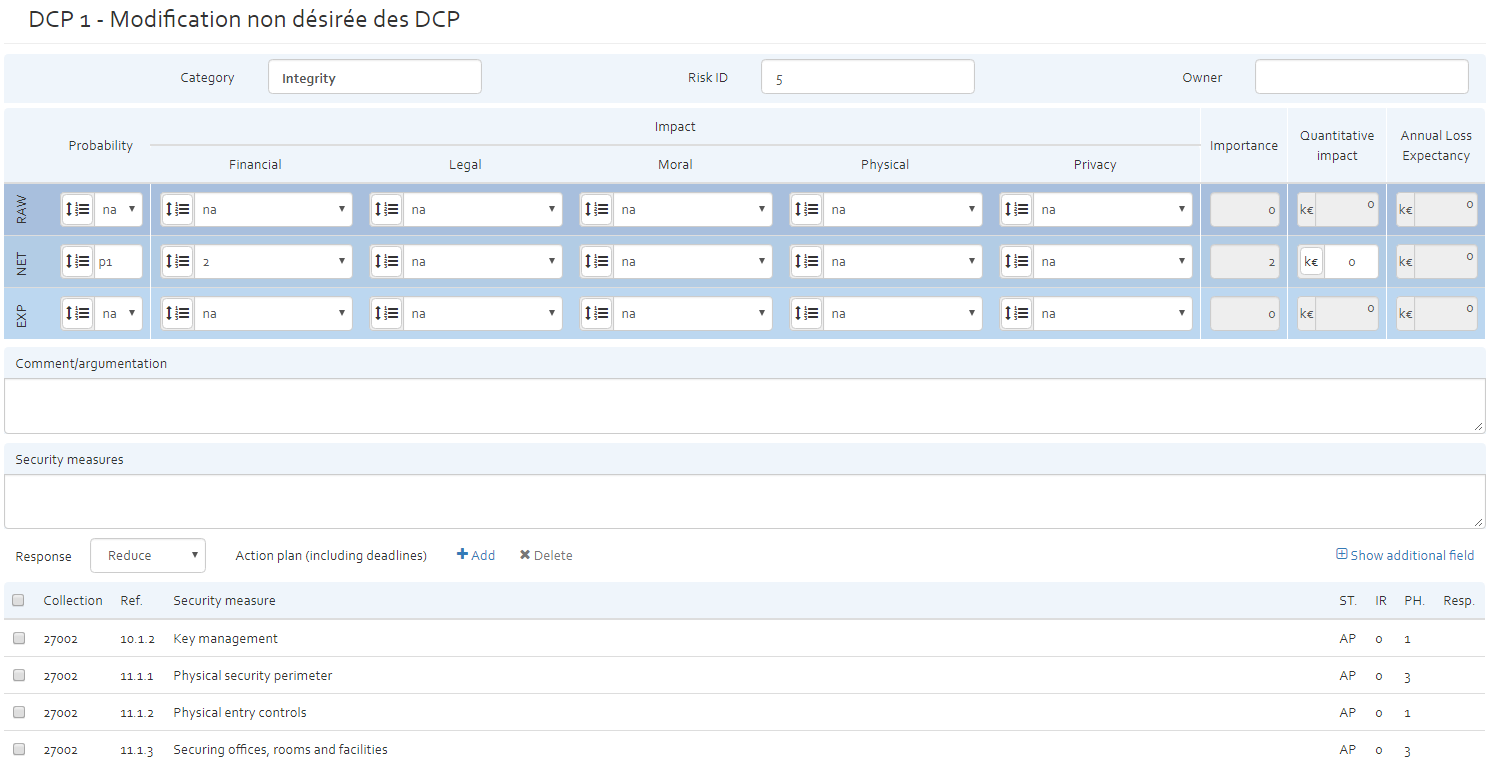 DCP 1 - Modification non désirée des DCP
Category Integrity Risk ID 5 Owner
Probability Impact Importance Quantitative impact Annual Loss Expectancy
Financial Legal Moral Physical Privacy
RAW na na na na na na 0 k€ 0 k€ 0
NET p1 2 na na na na 2 k€ 0 k€ 0
EXP na na na na na na 0 k€ 0 k€ 0
Comment/argumentation
Security measures
Response Reduce Action plan (including deadlines) Add Delete Show additional field
Collection Ref. Security measure ST. IR PH. Resp.
27002 10.1.2 Key management AP 0 1
27002 11.1.1 Physical security perimeter AP 0 3
27002 11.1.2 Physical entry controls AP 0 1
27002 11.1.3 Securing offices, rooms and facilities AP 0 3